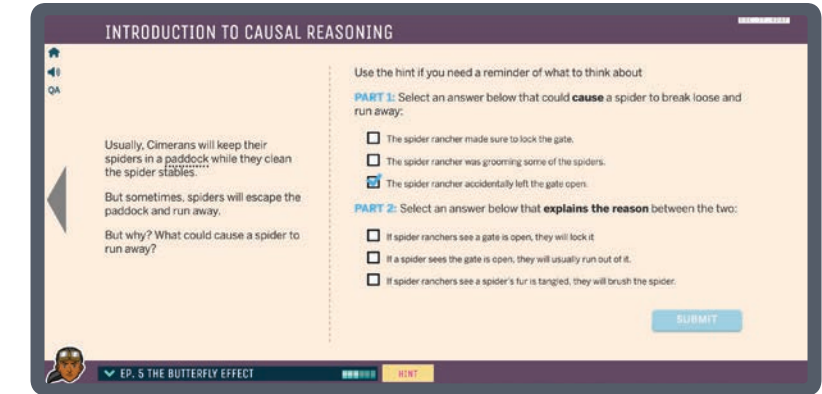 INTRODUCTION TO CAUSAL REASONING
QA
Usually, Cimerans will keep their
spiders in a paddock while they clean
the spider stables.
But sometimes, spiders will escape the
paddock and run away.
But why? What could cause a spider to
run away?
Use the hint if you need a reminder of what to think about
PART 1: Select an answer below that could cause a spider to break loose and
run away:
The spider rancher made sure to lock the gate.
The spider rancher was grooming some of the spiders.
The spider rancher accidentally left the gate open.
PART 2: Select an answer below that explains the reason between the two:
If spider ranchers see a gate is open, they will lock it
If a spider sees the gate is open, they will usually run out of it.
If spider ranchers see a spider's fur is tangled, they will brush the spider.
SUBMIT
EP. 5 THE BUTTERFLY EFFECT
HINT